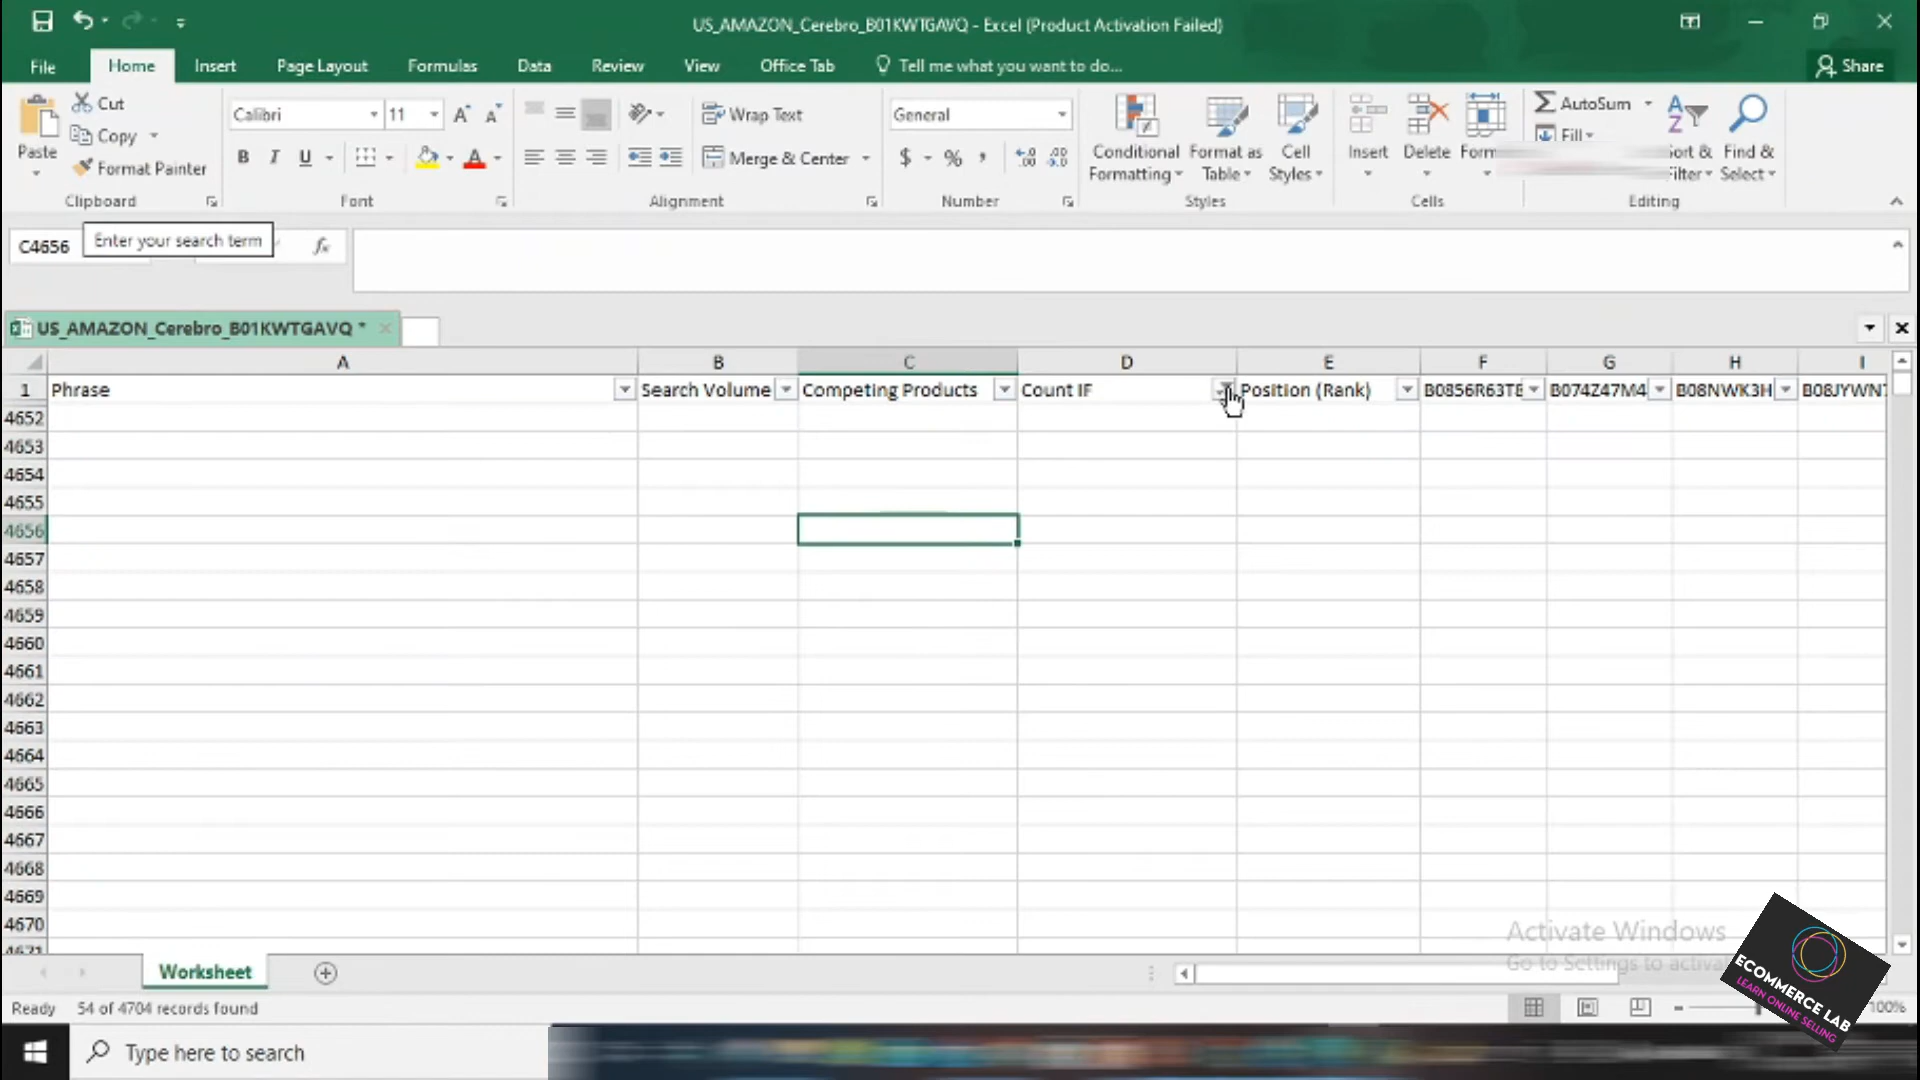 US_AMAZON_Cerebro_B01KWTGAVQ - Excel (Product Activation Failed)
File Home Insert Page Layout Formulas Data Review View Office Tab Tell me what you want to do... Share
Paste Cut Copy Format Painter Clipboard
Calibri 11 B I U A Font
Wrap Text Merge & Center Alignment
General $ % , Number
Conditional Formatting Format as Table Cell Styles Styles
Insert Delete Form Cells
AutoSum Fill Sort & Filter Find & Select Editing
C4656 Enter your search term fx
US_AMAZON_Cerebro_B01KWTGAVQ *
A B C D E F G H I
1 Phrase Search Volume Competing Products Count IF Position (Rank) B0856R63TE B074Z47M4 B08NWK3H B08JYWN
4652
4653
4654
4655
4656
4657
4658
4659
4660
4661
4662
4663
4664
4665
4666
4667
4668
4669
4670
4671
Activate Windows
Go to Settings to activa
ECOMMERCE LAB
LEARN ONLINE SELLING
Worksheet
Ready 54 of 4704 records found 100%
Type here to search